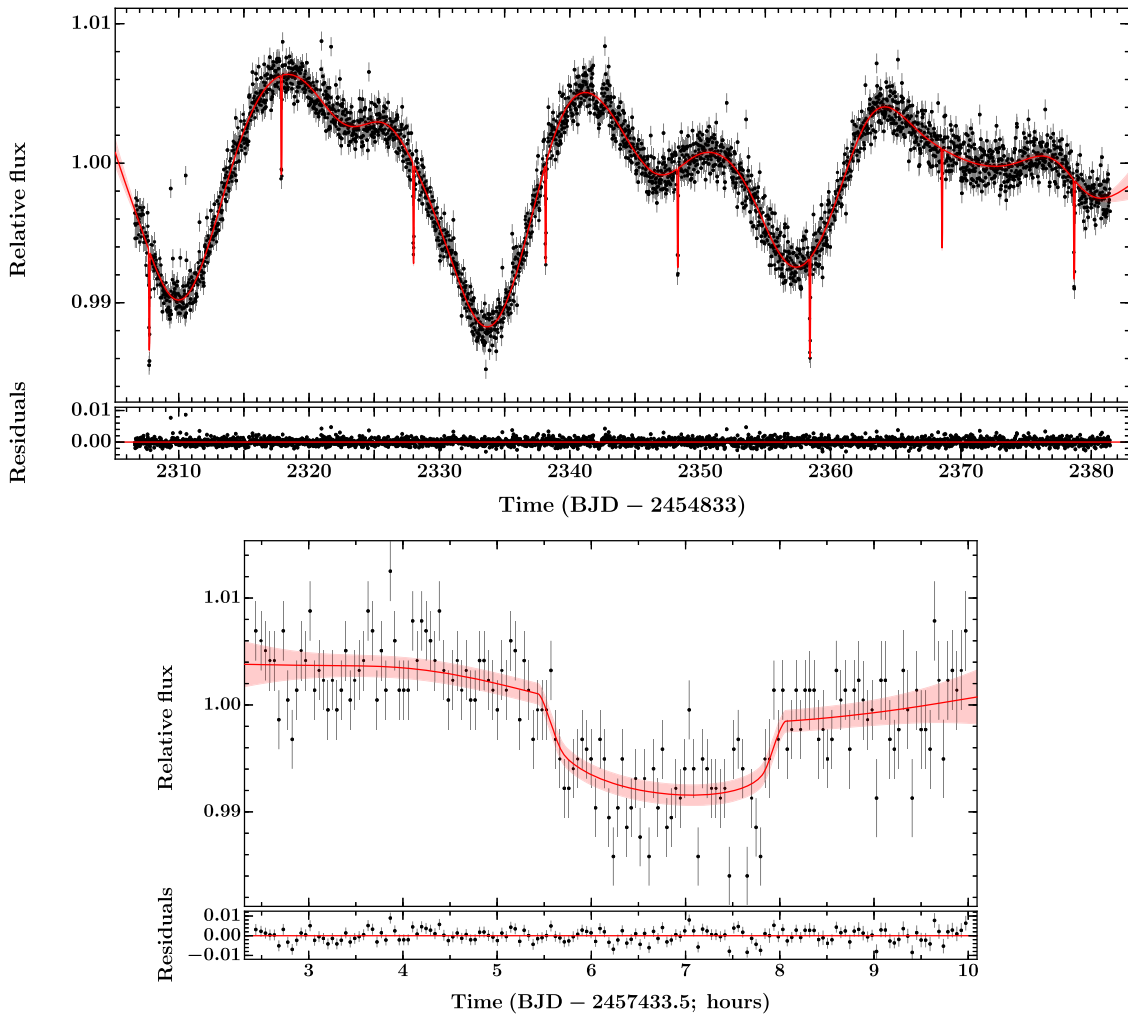 1.01
1.00
0.99
Relative flux
0.01
0.00
Residuals
2310 2320 2330 2340 2350 2360 2370 2380
Time (BJD − 2454833)
1.01
1.00
0.99
Relative flux
0.01
0.00
−0.01
Residuals
3 4 5 6 7 8 9 10
Time (BJD − 2457433.5; hours)